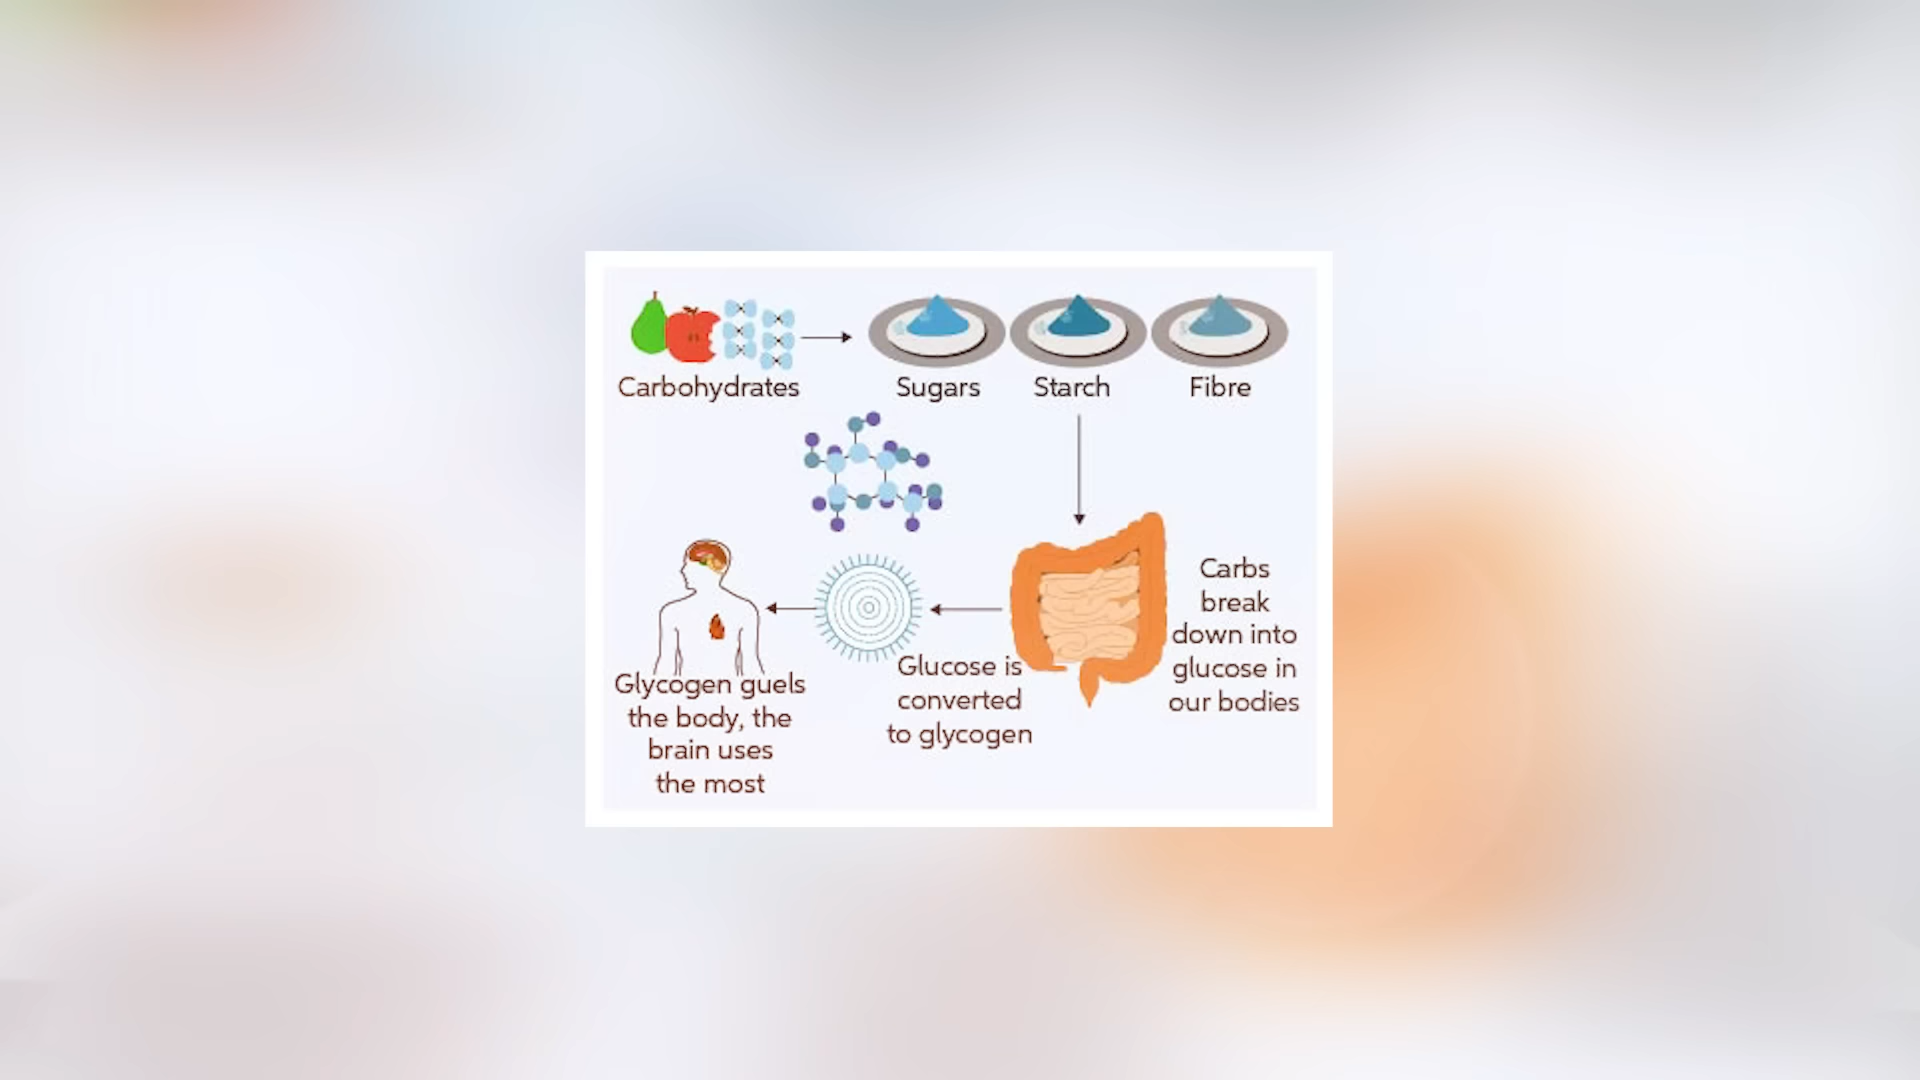 Carbohydrates
Sugars
Starch
Fibre
Carbs
break
down into
glucose in
our bodies
Glucose is
converted
to glycogen
Glycogen guels
the body, the
brain uses
the most